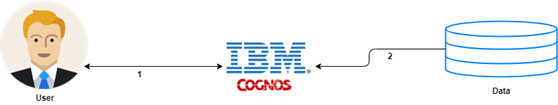 2
IBM®
COGNOS
1
User
Data